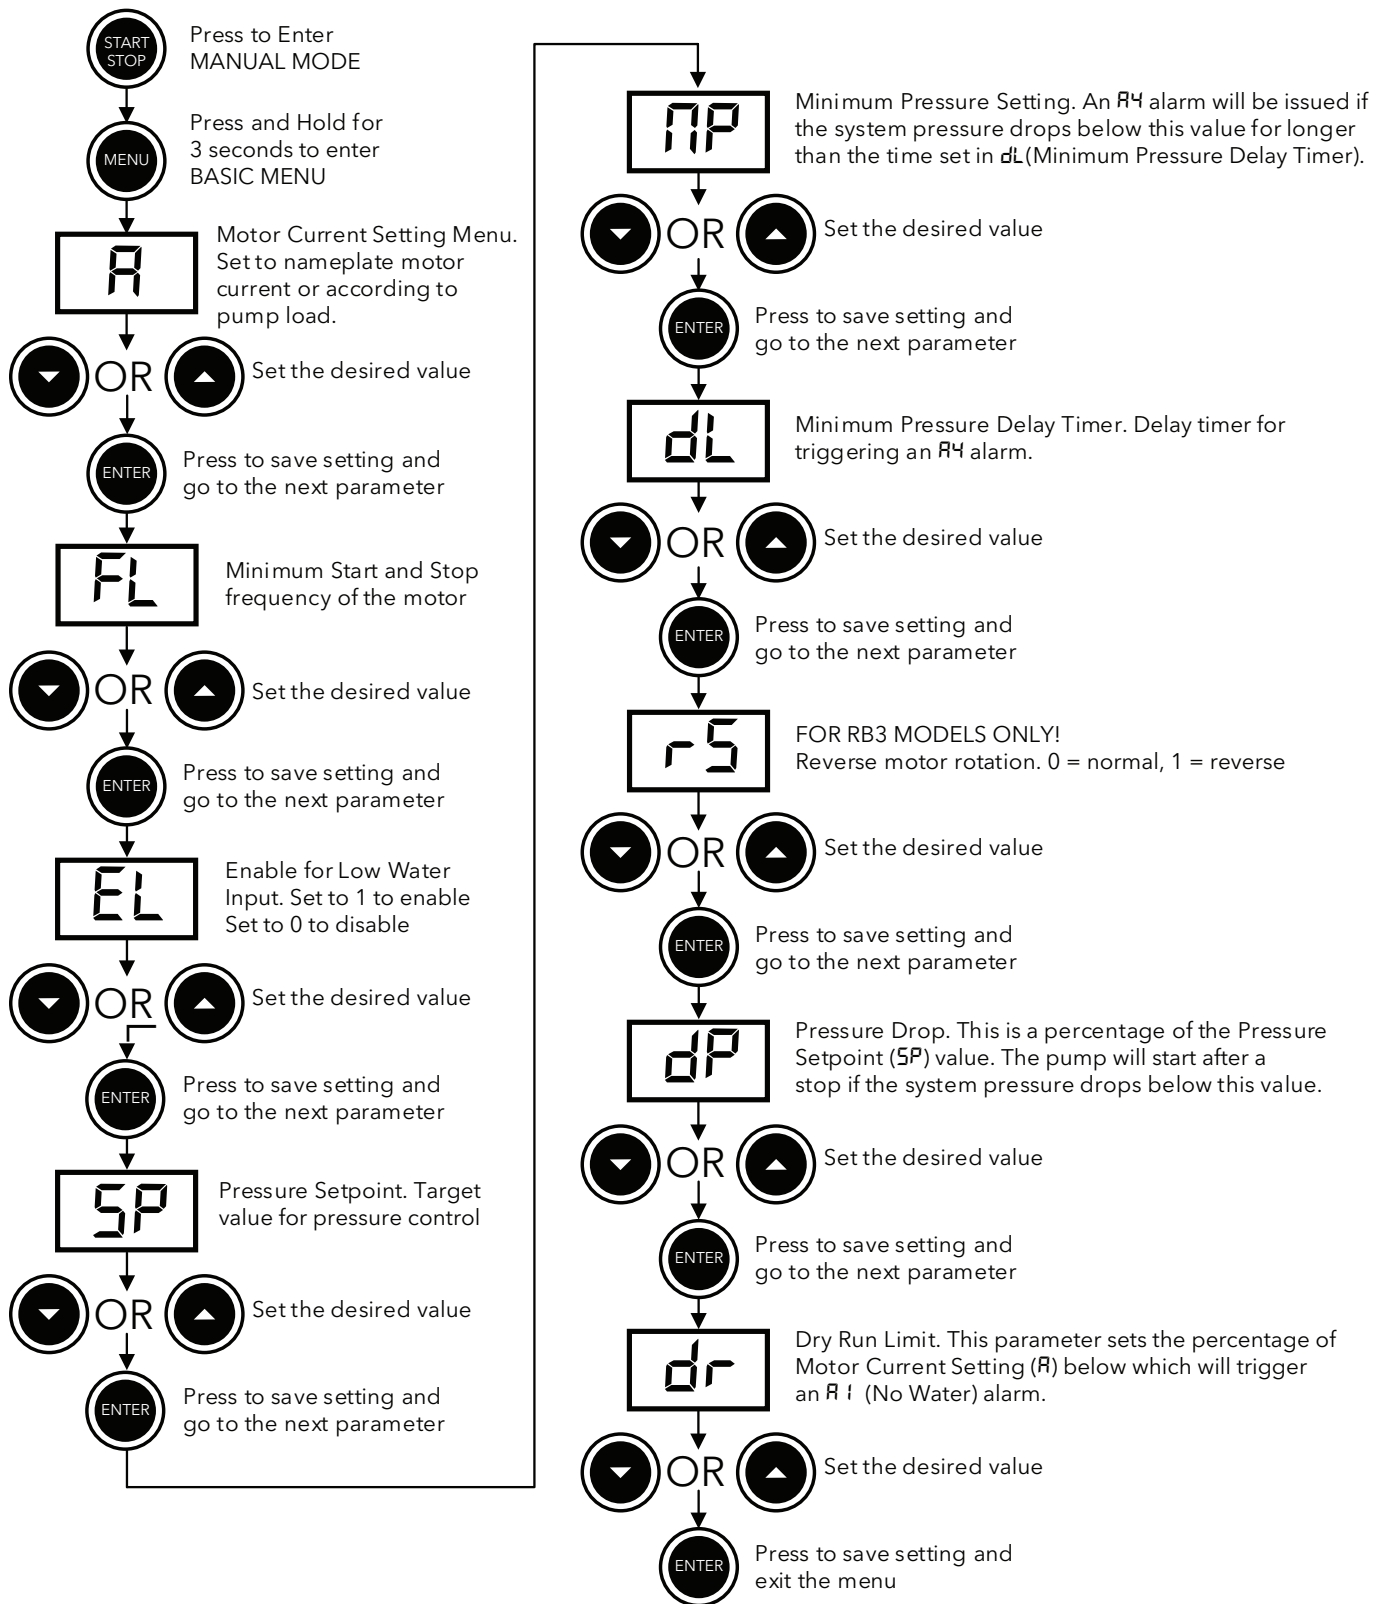 START
STOP
Press to Enter
MANUAL MODE
MENU
Press and Hold for
3 seconds to enter
BASIC MENU
A
Motor Current Setting Menu.
Set to nameplate motor
current or according to
pump load.
OR
Set the desired value
ENTER
Press to save setting and
go to the next parameter
FL
Minimum Start and Stop
frequency of the motor
OR
Set the desired value
ENTER
Press to save setting and
go to the next parameter
EL
Enable for Low Water
Input. Set to 1 to enable
Set to 0 to disable
OR
Set the desired value
ENTER
Press to save setting and
go to the next parameter
SP
Pressure Setpoint. Target
value for pressure control
OR
Set the desired value
ENTER
Press to save setting and
go to the next parameter
MP
Minimum Pressure Setting. An A4 alarm will be issued if
the system pressure drops below this value for longer
than the time set in dL(Minimum Pressure Delay Timer).
OR
Set the desired value
ENTER
Press to save setting and
go to the next parameter
dL
Minimum Pressure Delay Timer. Delay timer for
triggering an A4 alarm.
OR
Set the desired value
ENTER
Press to save setting and
go to the next parameter
rS
FOR RB3 MODELS ONLY!
Reverse motor rotation. 0 = normal, 1 = reverse
OR
Set the desired value
ENTER
Press to save setting and
go to the next parameter
dP
Pressure Drop. This is a percentage of the Pressure
Setpoint (SP) value. The pump will start after a
stop if the system pressure drops below this value.
OR
Set the desired value
ENTER
Press to save setting and
go to the next parameter
dr
Dry Run Limit. This parameter sets the percentage of
Motor Current Setting (A) below which will trigger
an A1 (No Water) alarm.
OR
Set the desired value
ENTER
Press to save setting and
exit the menu